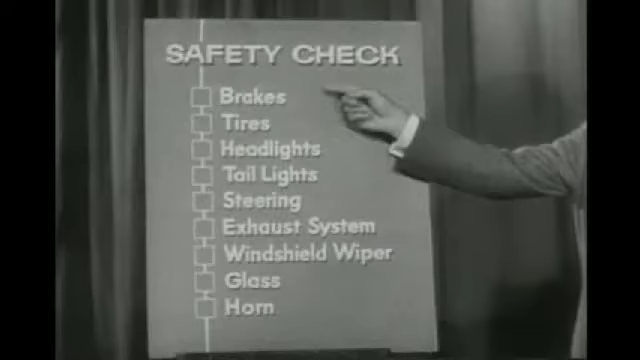 SAFETY CHECK
Brakes
Tires
Headlights
Tail Lights
Steering
Exhaust System
Windshield Wiper
Glass
Horn